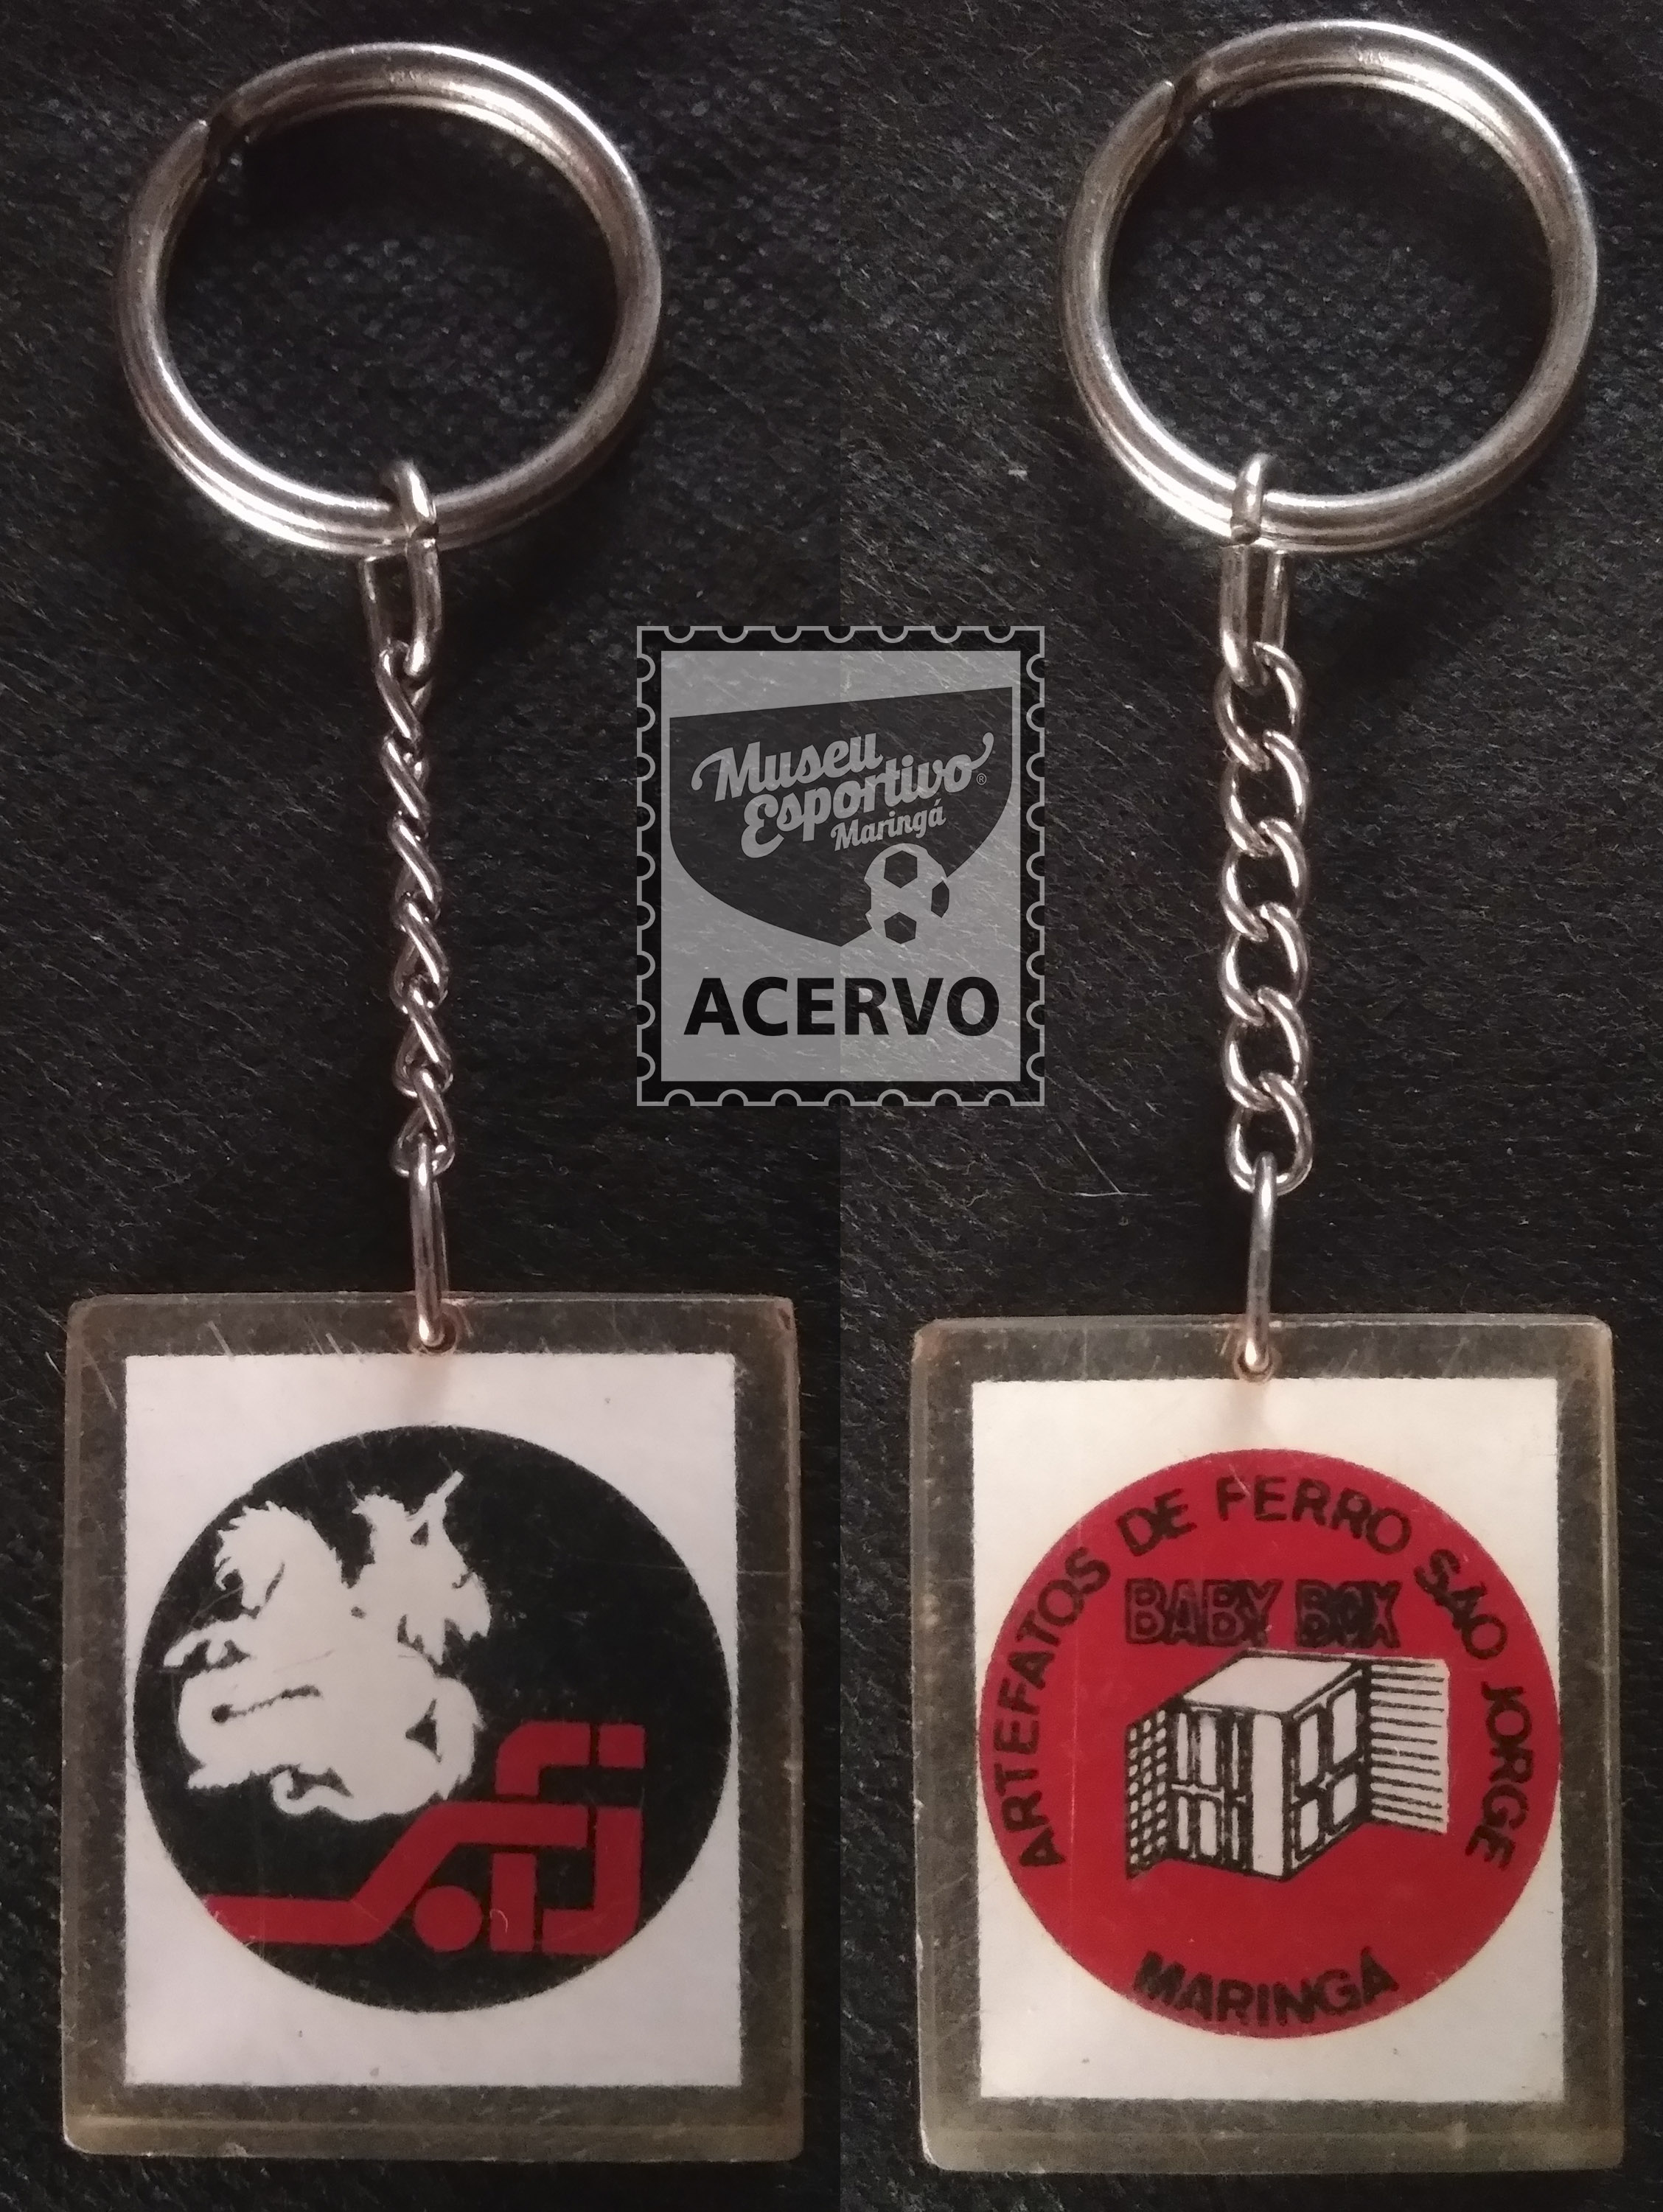 Museu
Esportivo®
Maringá
ACERVO
ARTEFATOS DE FERRO SÃO JORGE
BABY BOX
MARINGÁ